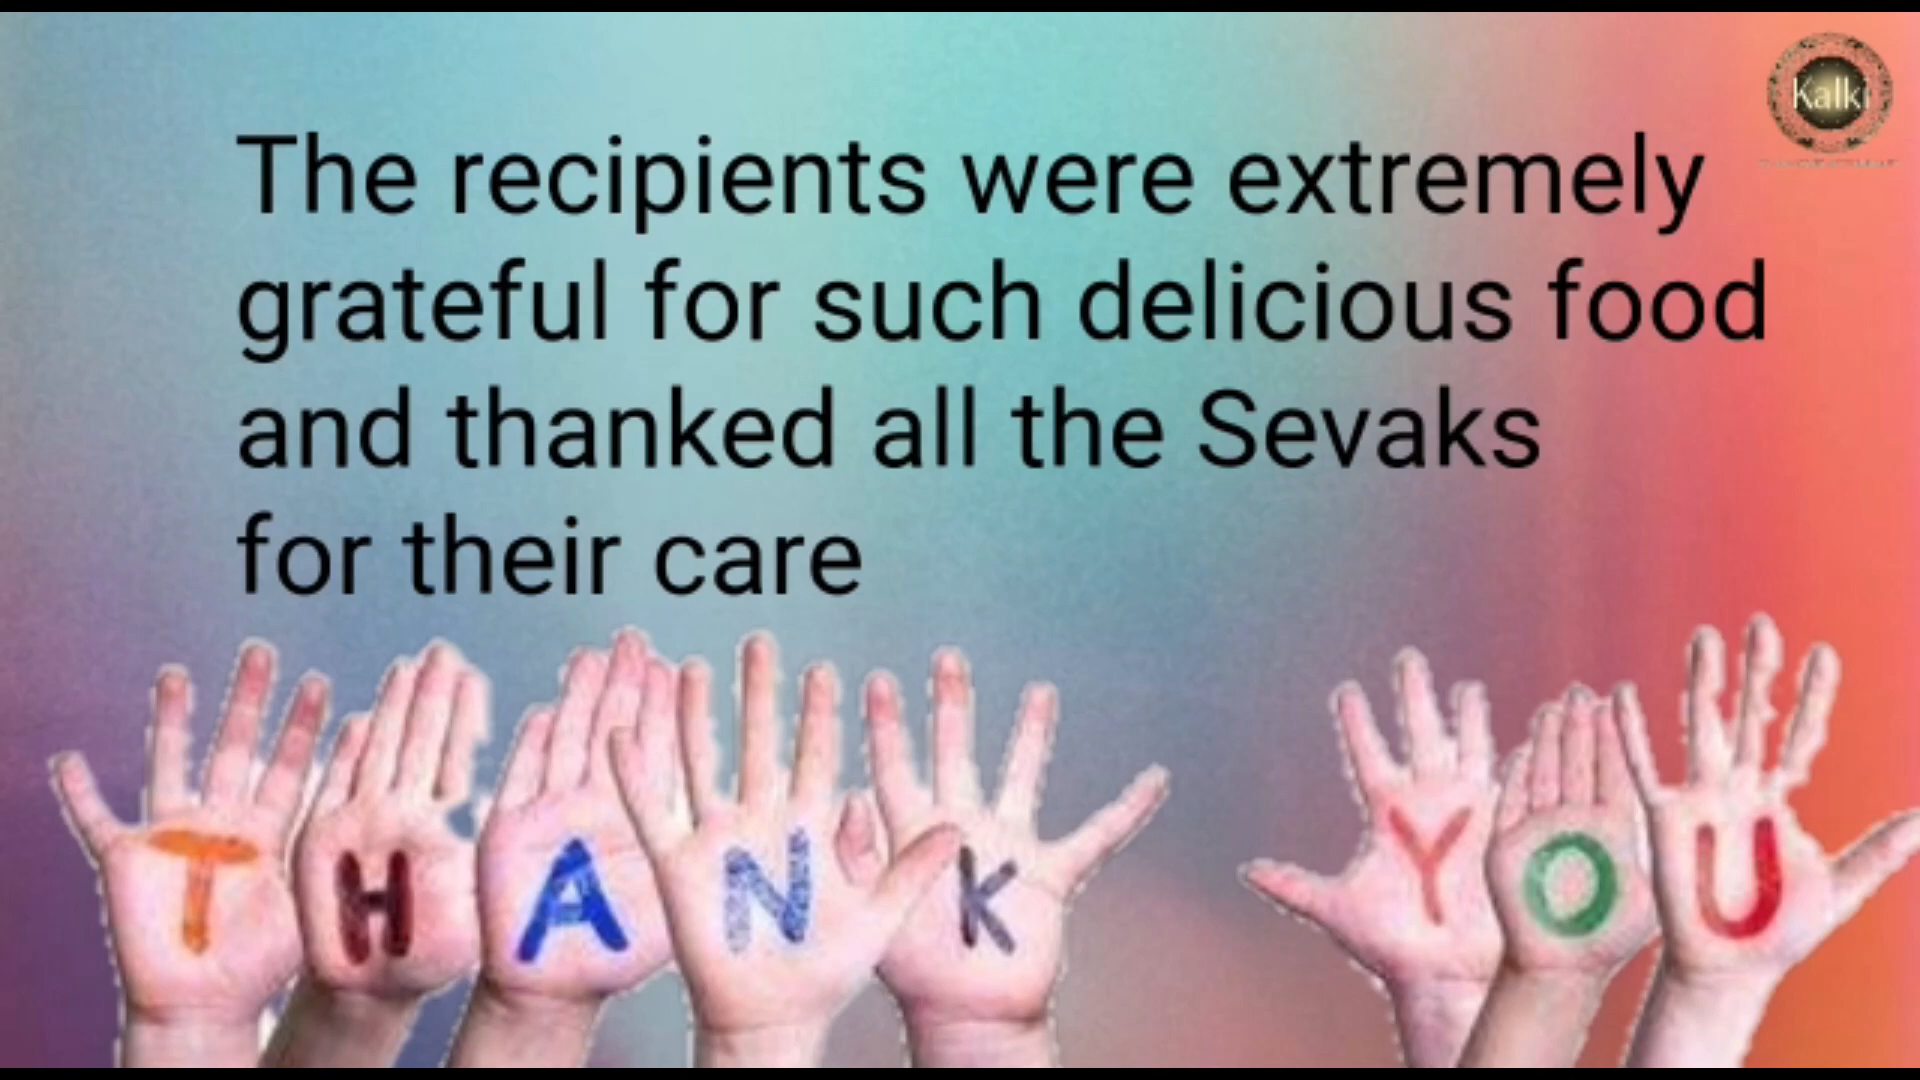 Kalki
The recipients were extremely
grateful for such delicious food
and thanked all the Sevaks
for their care
THANK YOU